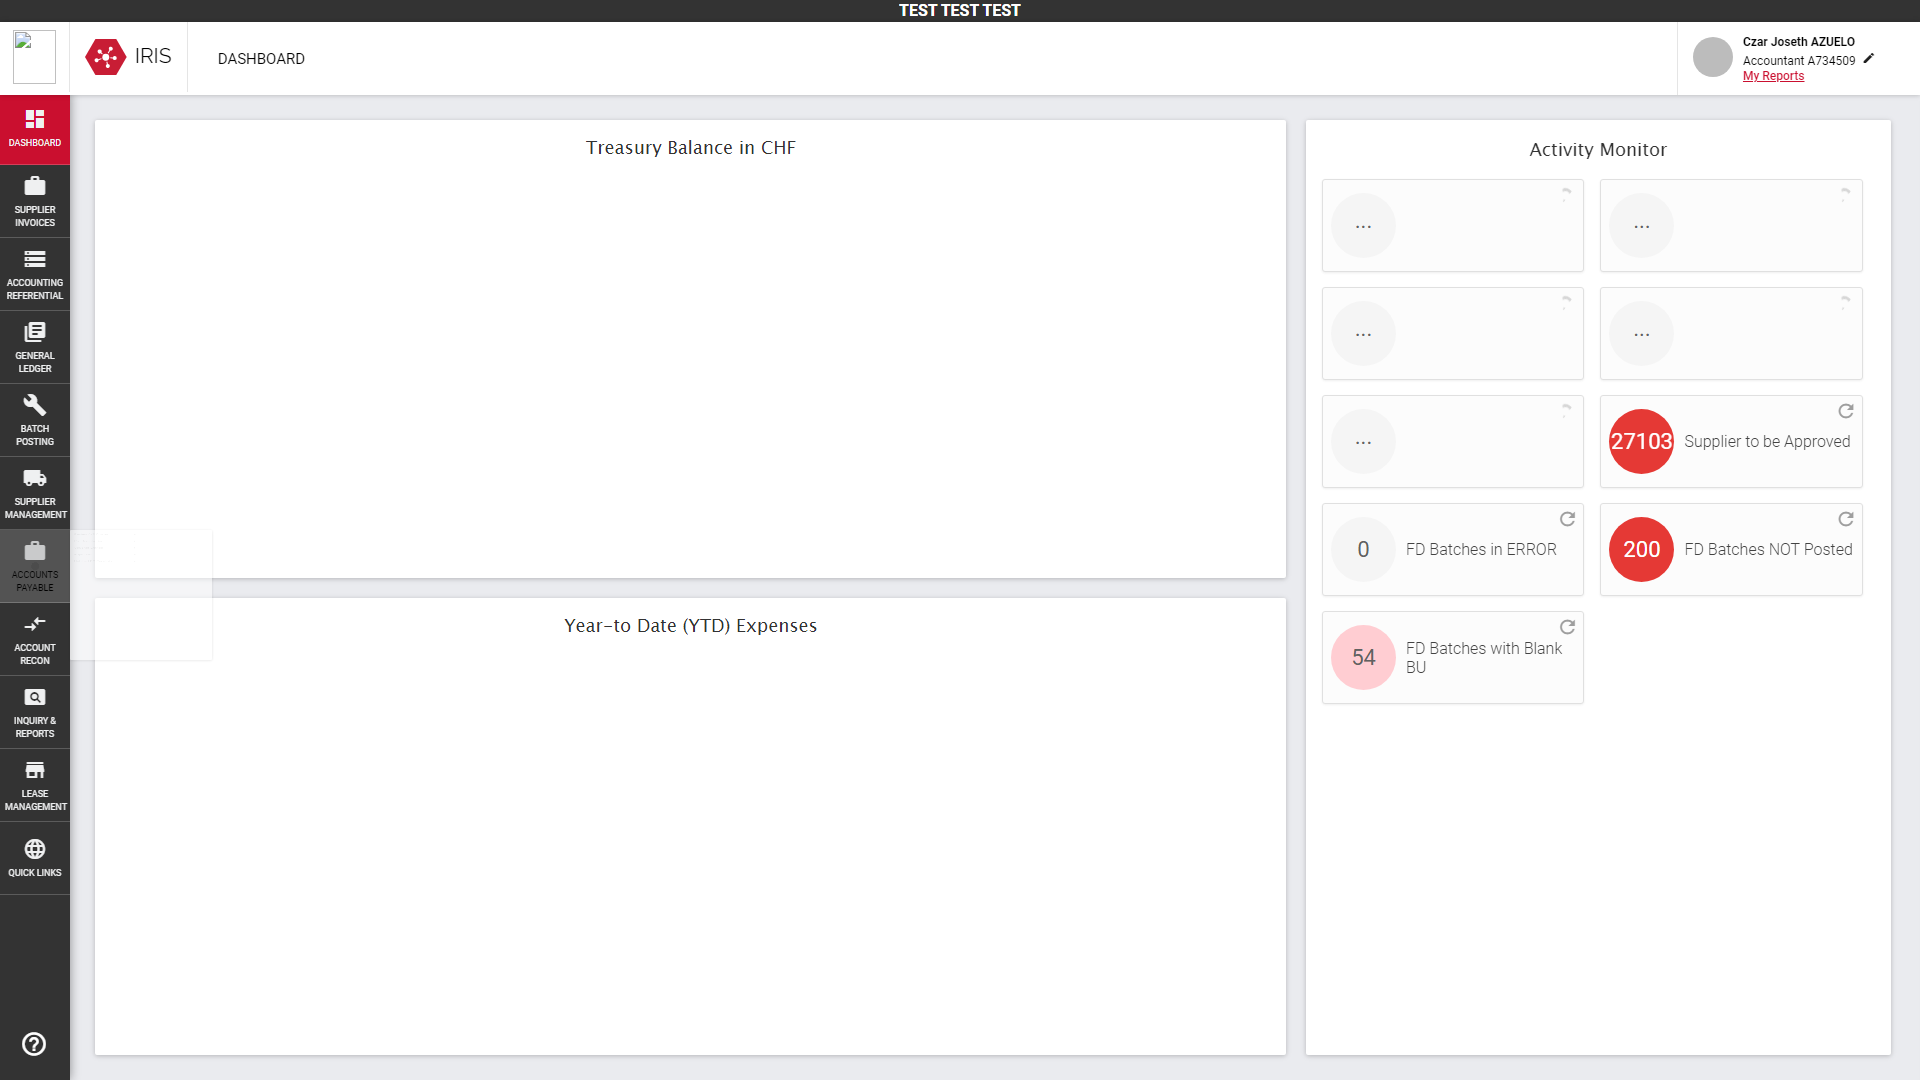 TEST TEST TEST
IRIS
DASHBOARD
Czar Joseth AZUELO
Accountant A734509
My Reports
DASHBOARD
SUPPLIER
INVOICES
ACCOUNTING
REFERENTIAL
GENERAL
LEDGER
BATCH
POSTING
SUPPLIER
MANAGEMENT
ACCOUNTS
PAYABLE
ACCOUNT
RECON
INQUIRY &
REPORTS
LEASE
MANAGEMENT
QUICK LINKS
Treasury Balance in CHF
Year-to Date (YTD) Expenses
Activity Monitor
...
...
...
...
...
27103 Supplier to be Approved
0 FD Batches in ERROR
200 FD Batches NOT Posted
54 FD Batches with Blank
BU